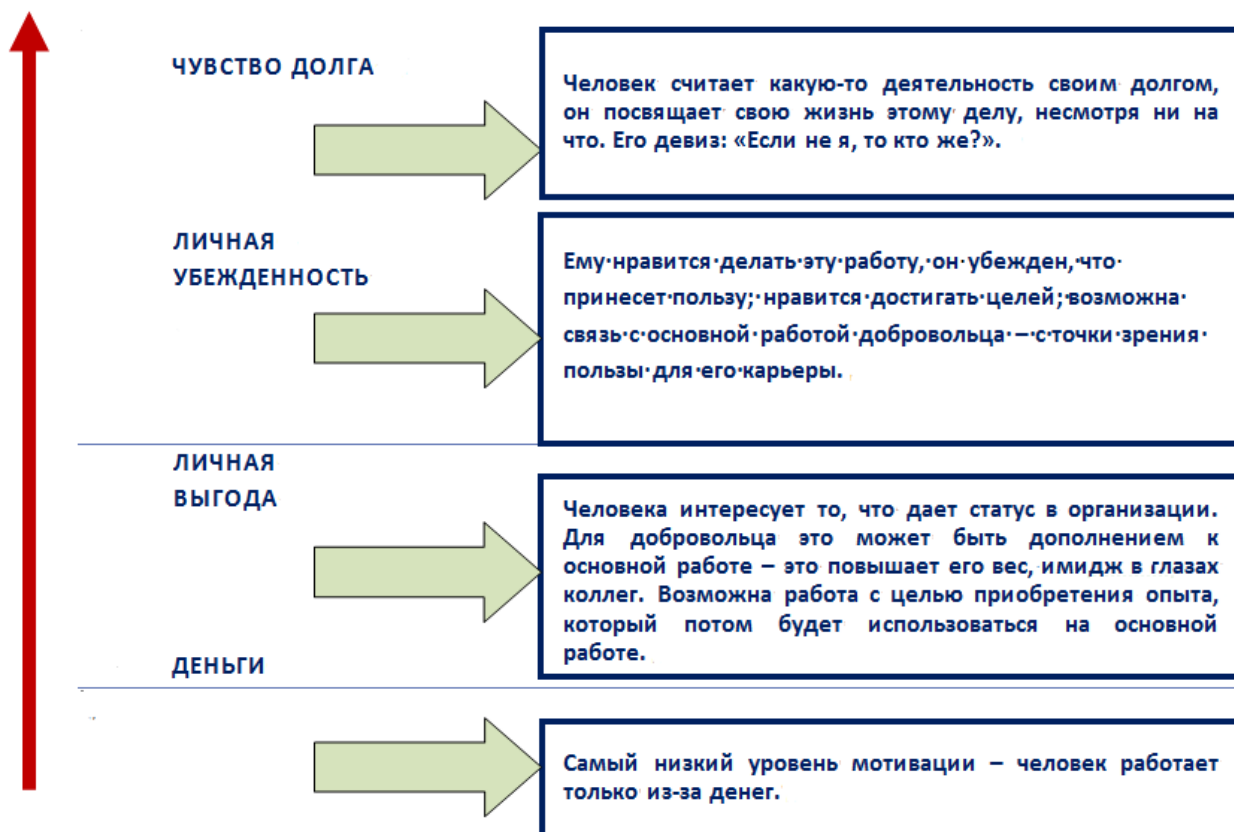 ЧУВСТВО ДОЛГА
Человек считает какую-то деятельность своим долгом,
он посвящает свою жизнь этому делу, несмотря ни на
что. Его девиз: «Если не я, то кто же?».
ЛИЧНАЯ
УБЕЖДЕННОСТЬ
Ему·нравится·делать·эту·работу,·он·убежден,·что·
принесет·пользу;·нравится·достигать·целей;·возможна·
связь·с·основной·работой·добровольца·–·с·точки·зрения·
пользы·для·его·карьеры.
ЛИЧНАЯ
ВЫГОДА
Человека интересует то, что дает статус в организации.
Для добровольца это может быть дополнением к
основной работе – это повышает его вес, имидж в глазах
коллег. Возможна работа с целью приобретения опыта,
который потом будет использоваться на основной
работе.
ДЕНЬГИ
Самый низкий уровень мотивации – человек работает
только из-за денег.